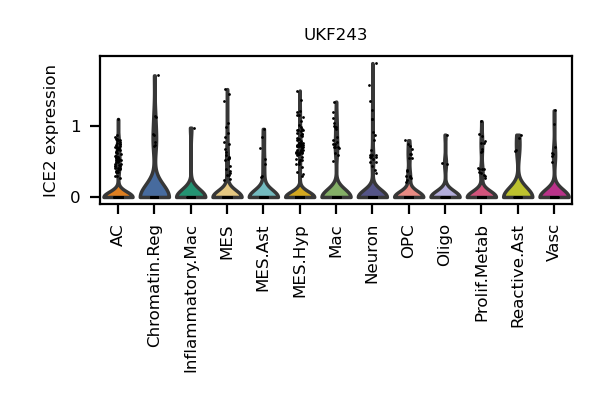 UKF243
ICE2 expression
1
0
AC
Chromatin.Reg
Inflammatory.Mac
MES
MES.Ast
MES.Hyp
Mac
Neuron
OPC
Oligo
Prolif.Metab
Reactive.Ast
Vasc